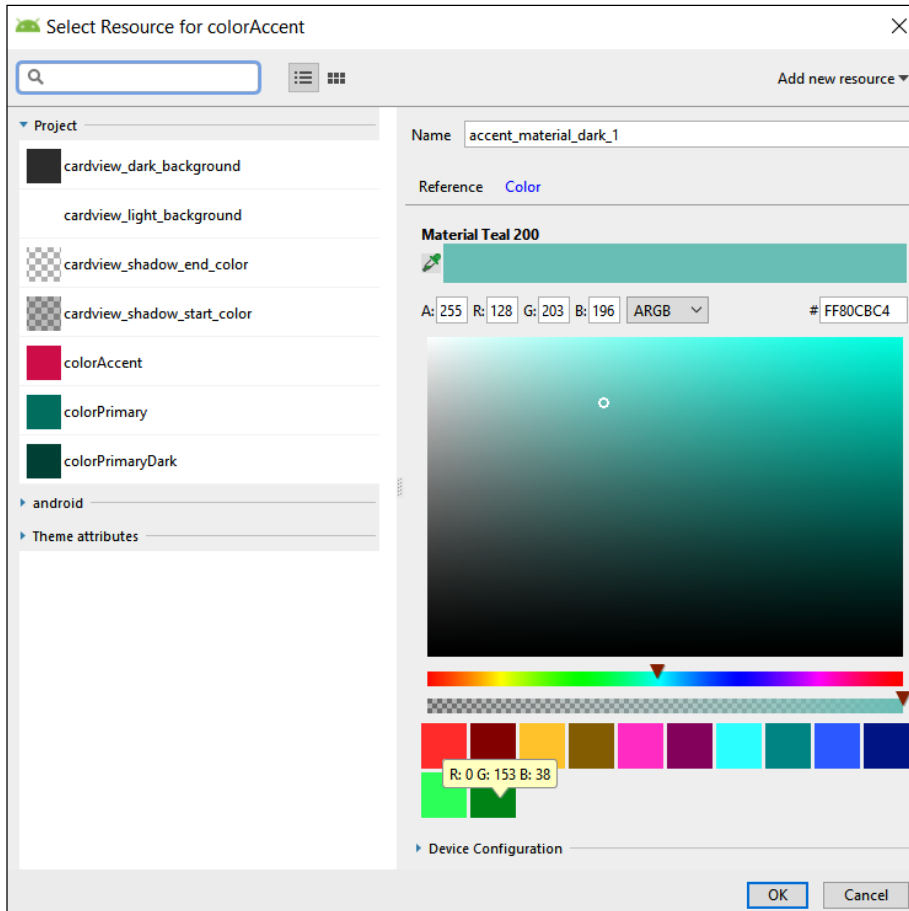 Select Resource for colorAccent
Add new resource
Project
cardview_dark_background
cardview_light_background
cardview_shadow_end_color
cardview_shadow_start_color
colorAccent
colorPrimary
colorPrimaryDark
android
Theme attributes
Name accent_material_dark_1
Reference Color
Material Teal 200
A: 255 R: 128 G: 203 B: 196 ARGB # FF80CBC4
R: 0 G: 153 B: 38
Device Configuration
OK Cancel